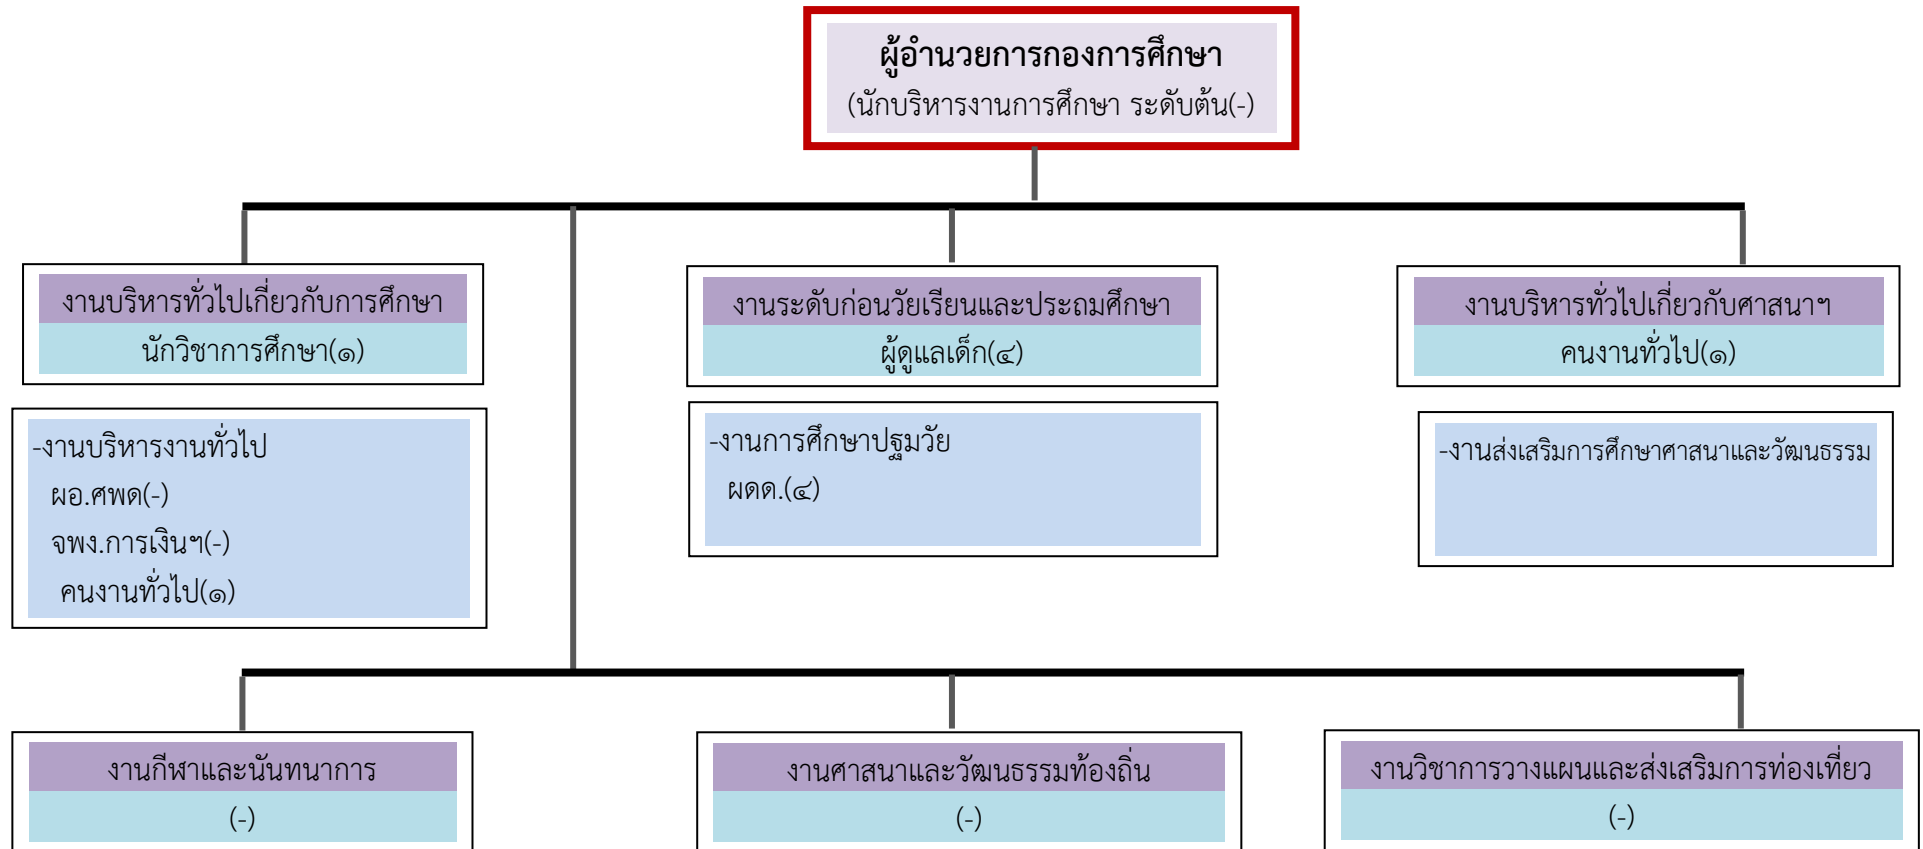 ผู้อำนวยการกองการศึกษา
(นักบริหารงานการศึกษา ระดับต้น(-)
งานบริหารทั่วไปเกี่ยวกับการศึกษา
นักวิชาการศึกษา(๑)
-งานบริหารงานทั่วไป
ผอ.ศพด(-)
จพง.การเงินฯ(-)
คนงานทั่วไป(๑)
งานระดับก่อนวัยเรียนและประถมศึกษา
ผู้ดูแลเด็ก(๔)
-งานการศึกษาปฐมวัย
ผดด.(๔)
งานบริหารทั่วไปเกี่ยวกับศาสนาฯ
คนงานทั่วไป(๑)
-งานส่งเสริมการศึกษาศาสนาและวัฒนธรรม
งานกีฬาและนันทนาการ
(-)
งานศาสนาและวัฒนธรรมท้องถิ่น
(-)
งานวิชาการวางแผนและส่งเสริมการท่องเที่ยว
(-)